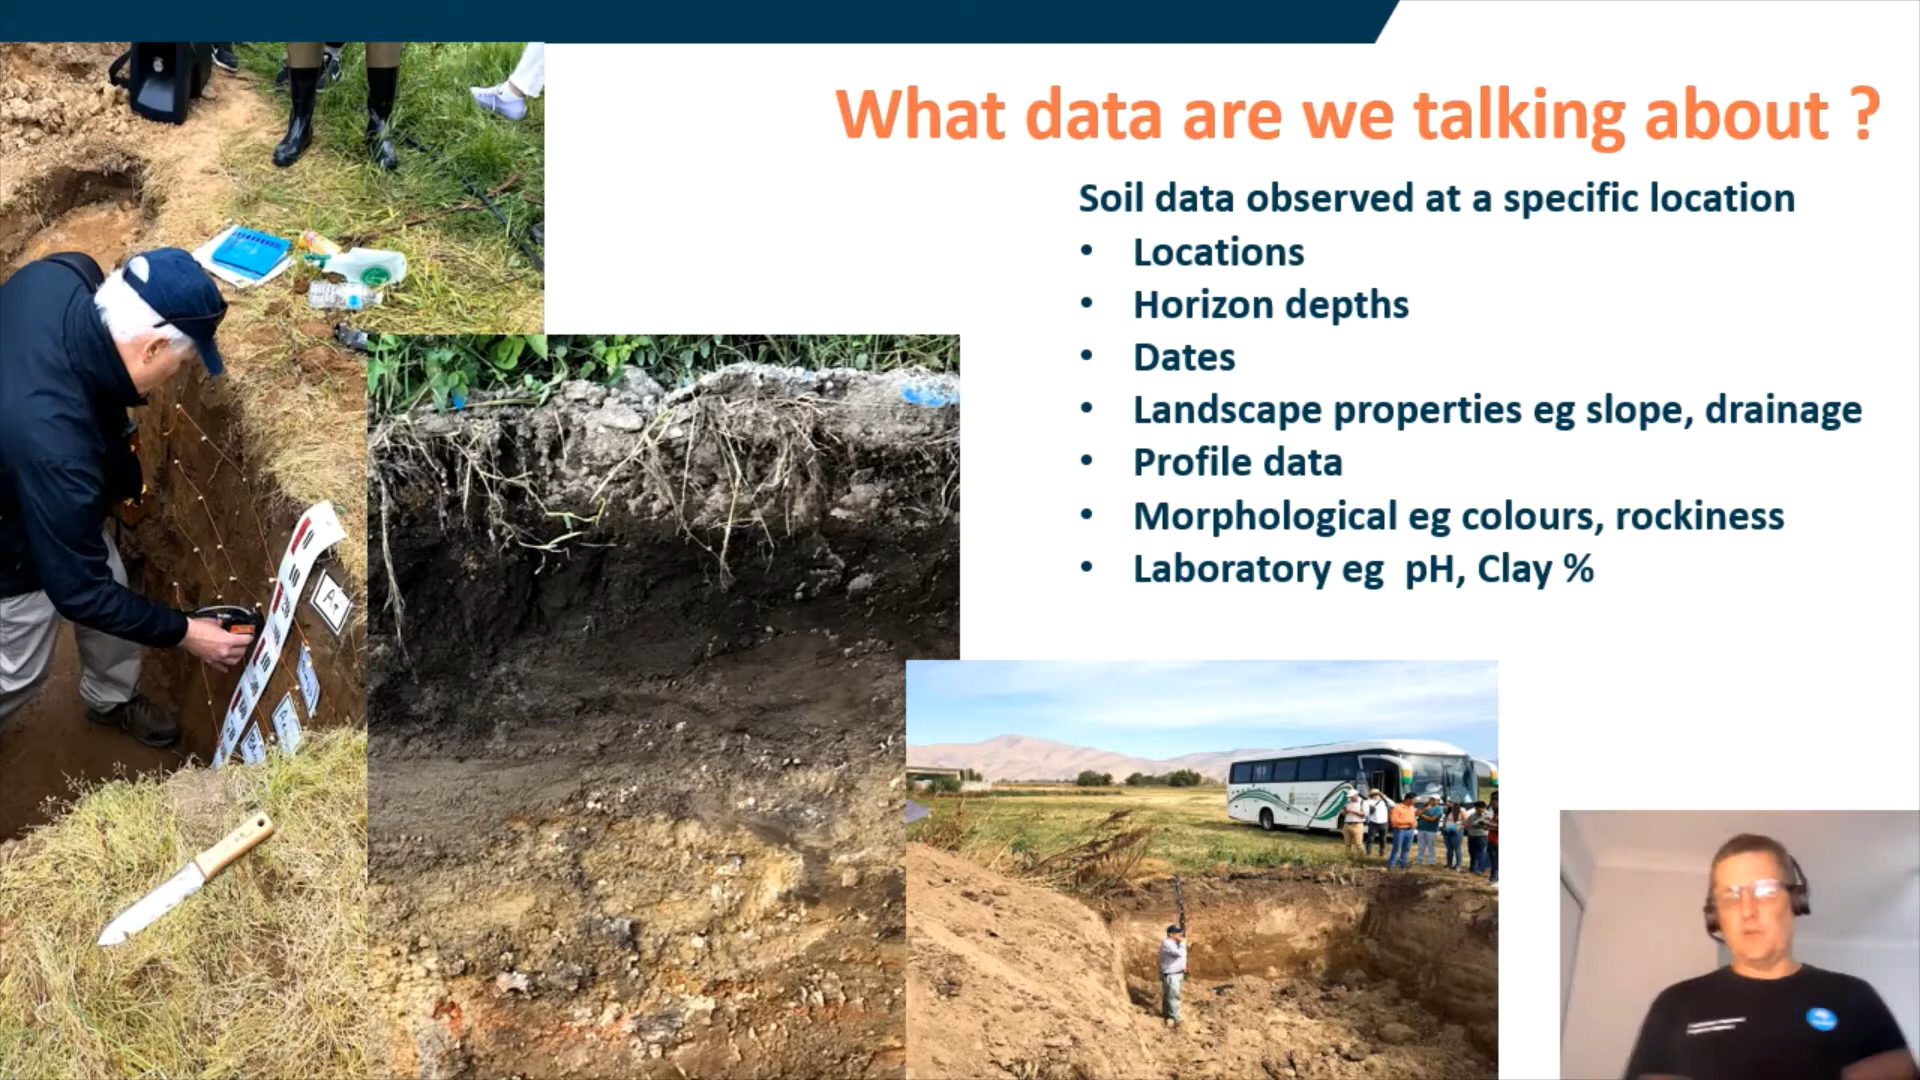 What data are we talking about ?
Soil data observed at a specific location
• Locations
• Horizon depths
• Dates
• Landscape properties eg slope, drainage
• Profile data
• Morphological eg colours, rockiness
• Laboratory eg pH, Clay %